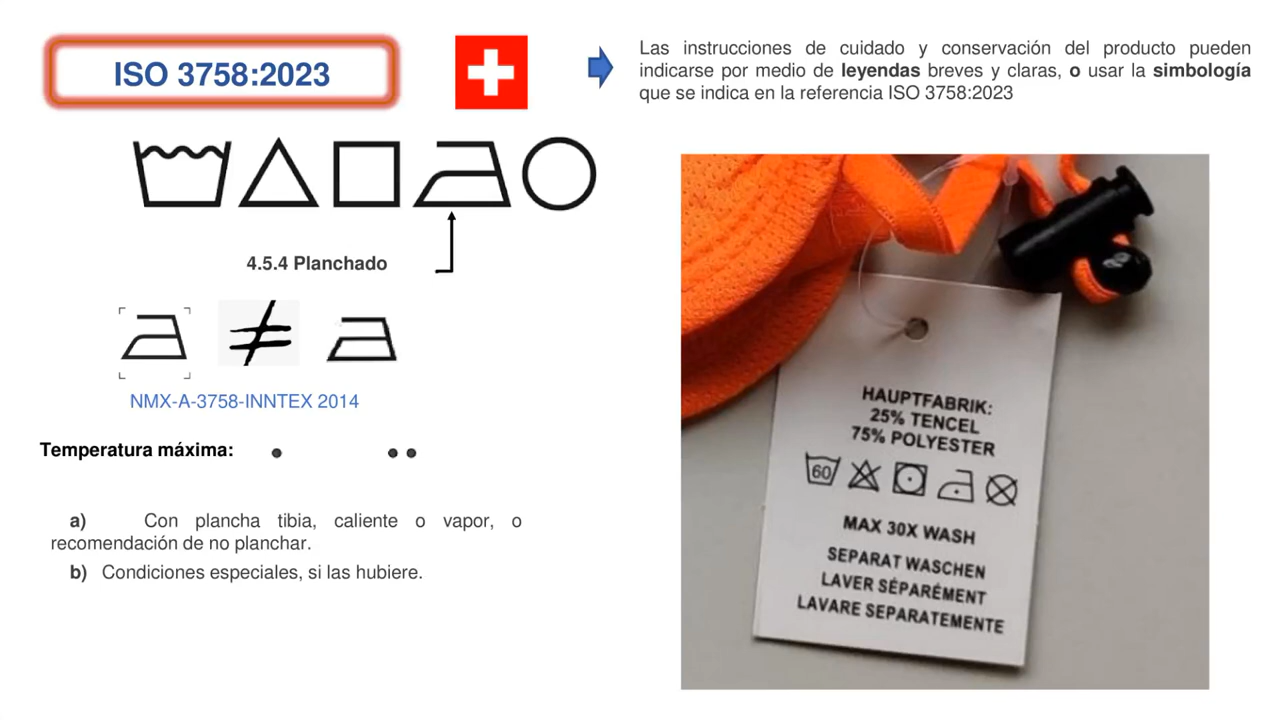 ISO 3758:2023
Las instrucciones de cuidado y conservación del producto pueden
indicarse por medio de leyendas breves y claras, o usar la simbología
que se indica en la referencia ISO 3758:2023
4.5.4 Planchado
NMX-A-3758-INNTEX 2014
Temperatura máxima:
a) Con plancha tibia, caliente o vapor, o
recomendación de no planchar.
b) Condiciones especiales, si las hubiere.
HAUPTFABRIK:
25% TENCEL
75% POLYESTER
60
MAX 30X WASH
SEPARAT WASCHEN
LAVER SÉPARÉMENT
LAVARE SEPARATEMENTE